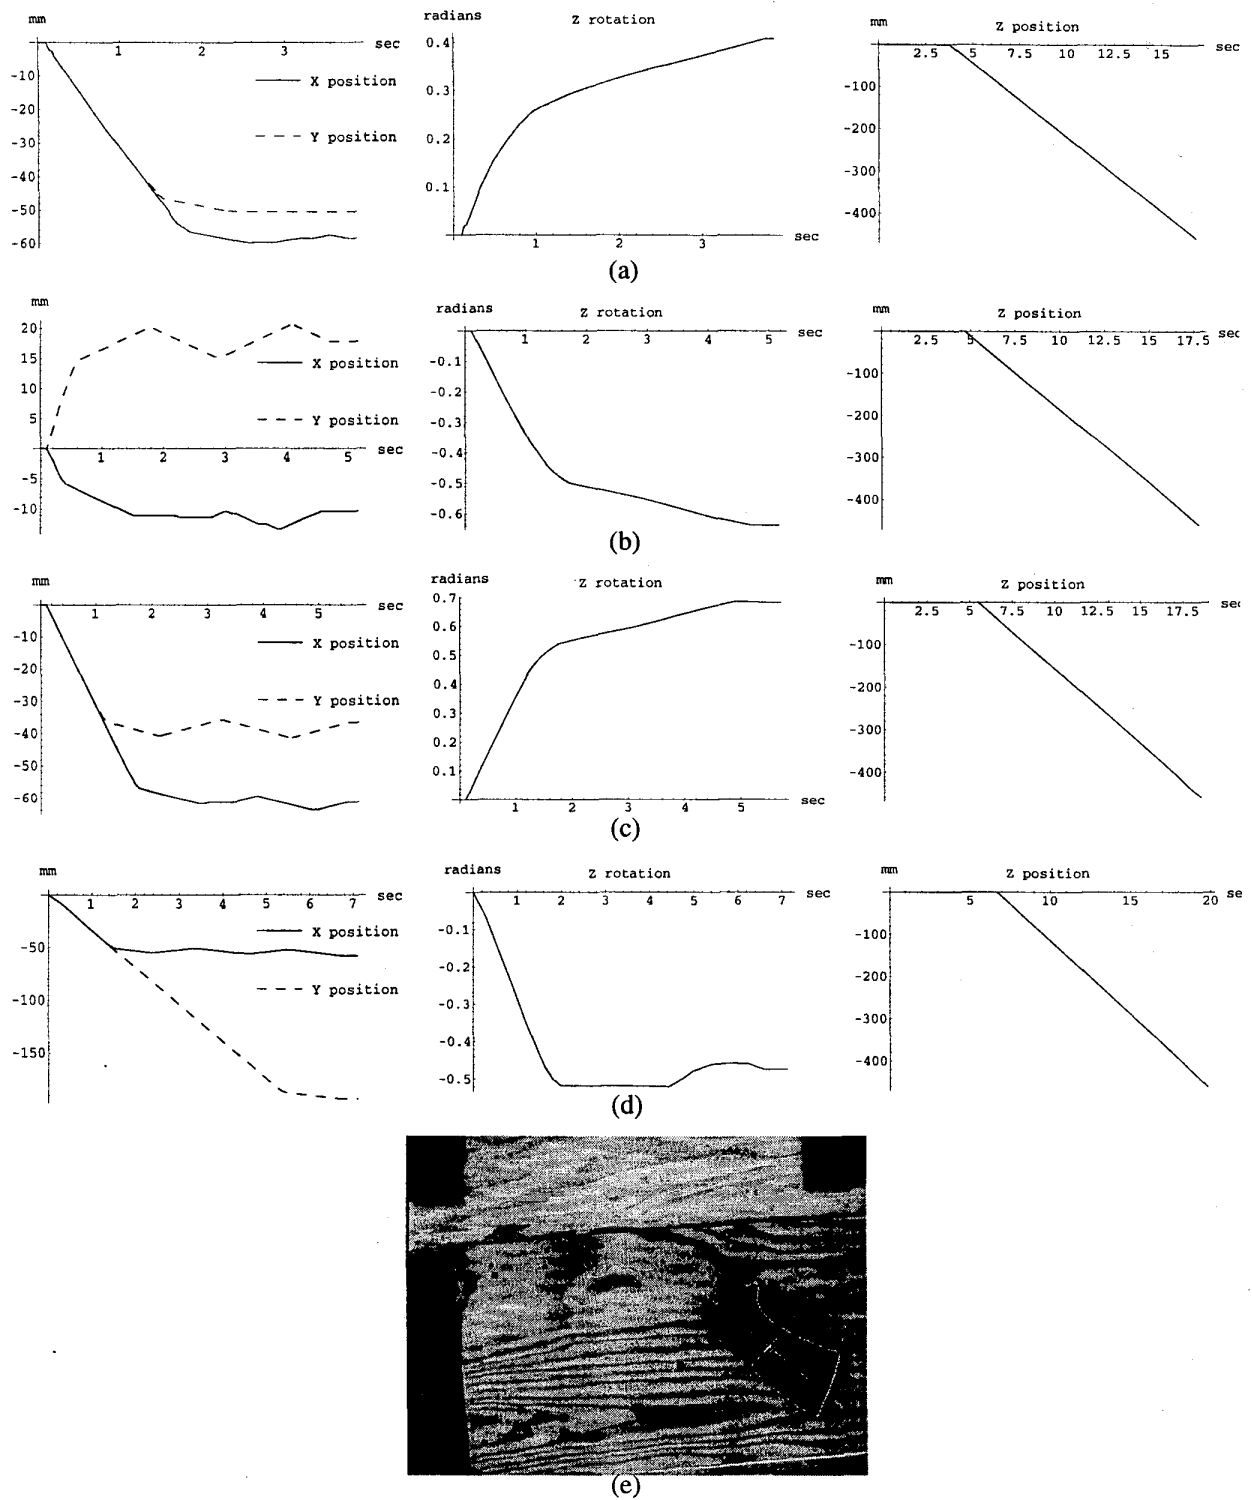 mm
sec
1 2 3
-10
-20
-30
-40
-50
-60
X position
Y position
radians
Z rotation
0.4
0.3
0.2
0.1
1 2 3
sec
mm
Z position
2.5 5 7.5 10 12.5 15
sec
-100
-200
-300
-400
(a)
mm
20
15
10
5
-5
-10
1 2 3 4 5
sec
X position
Y position
radians
Z rotation
1 2 3 4 5
sec
-0.1
-0.2
-0.3
-0.4
-0.5
-0.6
mm
Z position
2.5 5 7.5 10 12.5 15 17.5
sec
-100
-200
-300
-400
(b)
mm
1 2 3 4 5
sec
-10
-20
-30
-40
-50
-60
X position
Y position
radians
Z rotation
0.7
0.6
0.5
0.4
0.3
0.2
0.1
1 2 3 4 5
sec
mm
Z position
2.5 5 7.5 10 12.5 15 17.5
sec
-100
-200
-300
-400
(c)
mm
1 2 3 4 5 6 7
sec
-50
-100
-150
X position
Y position
radians
Z rotation
1 2 3 4 5 6 7
sec
-0.1
-0.2
-0.3
-0.4
-0.5
mm
Z position
5 10 15 20
se
-100
-200
-300
-400
(d)
(e)